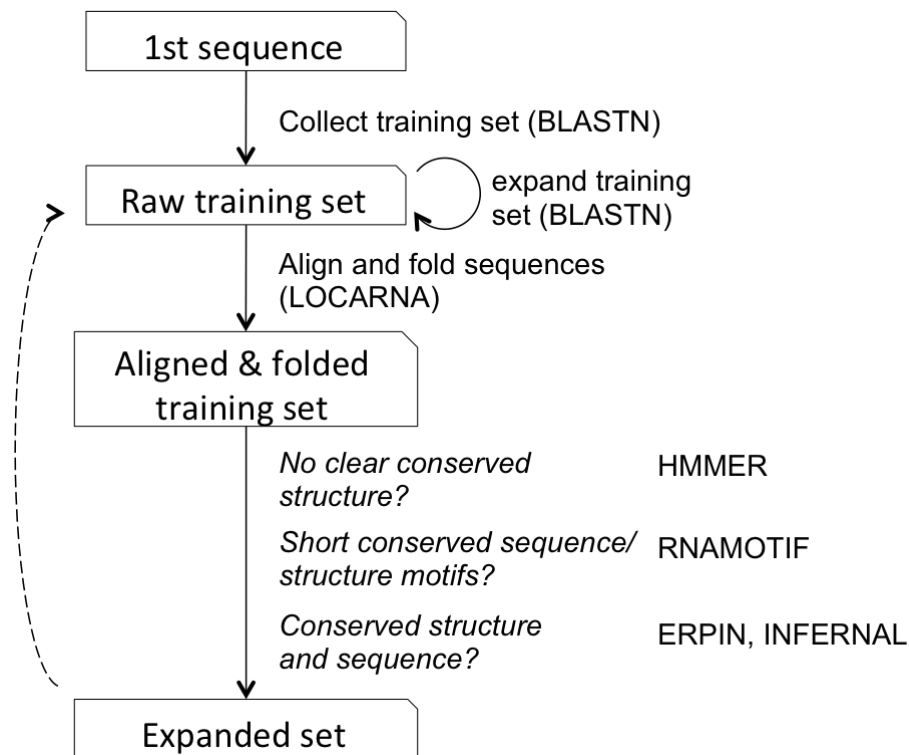 1st sequence
Collect training set (BLASTN)
Raw training set
expand training
set (BLASTN)
Align and fold sequences
(LOCARNA)
Aligned & folded
training set
No clear conserved
structure?
HMMER
Short conserved sequence/
structure motifs?
RNAMOTIF
Conserved structure
and sequence?
ERPIN, INFERNAL
Expanded set